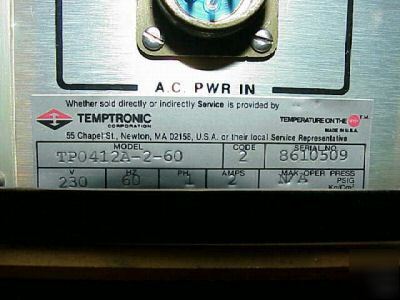 A.C. PWR IN
Whether sold directly or indirectly Service is provided by
TEMPTRONIC
CORPORATION
TEMPERATURE ON THE T.M.
MADE IN U.S.A.
55 Chapel St., Newton, MA 02158, U.S.A. or their local Service Representative
MODEL CODE SERIAL NO
TP0412A-2-60 2 8610509
V HZ PH. AMPS MAX OPER PRESS
230 60 1 2 N/A PSIG
Kg/Cm²